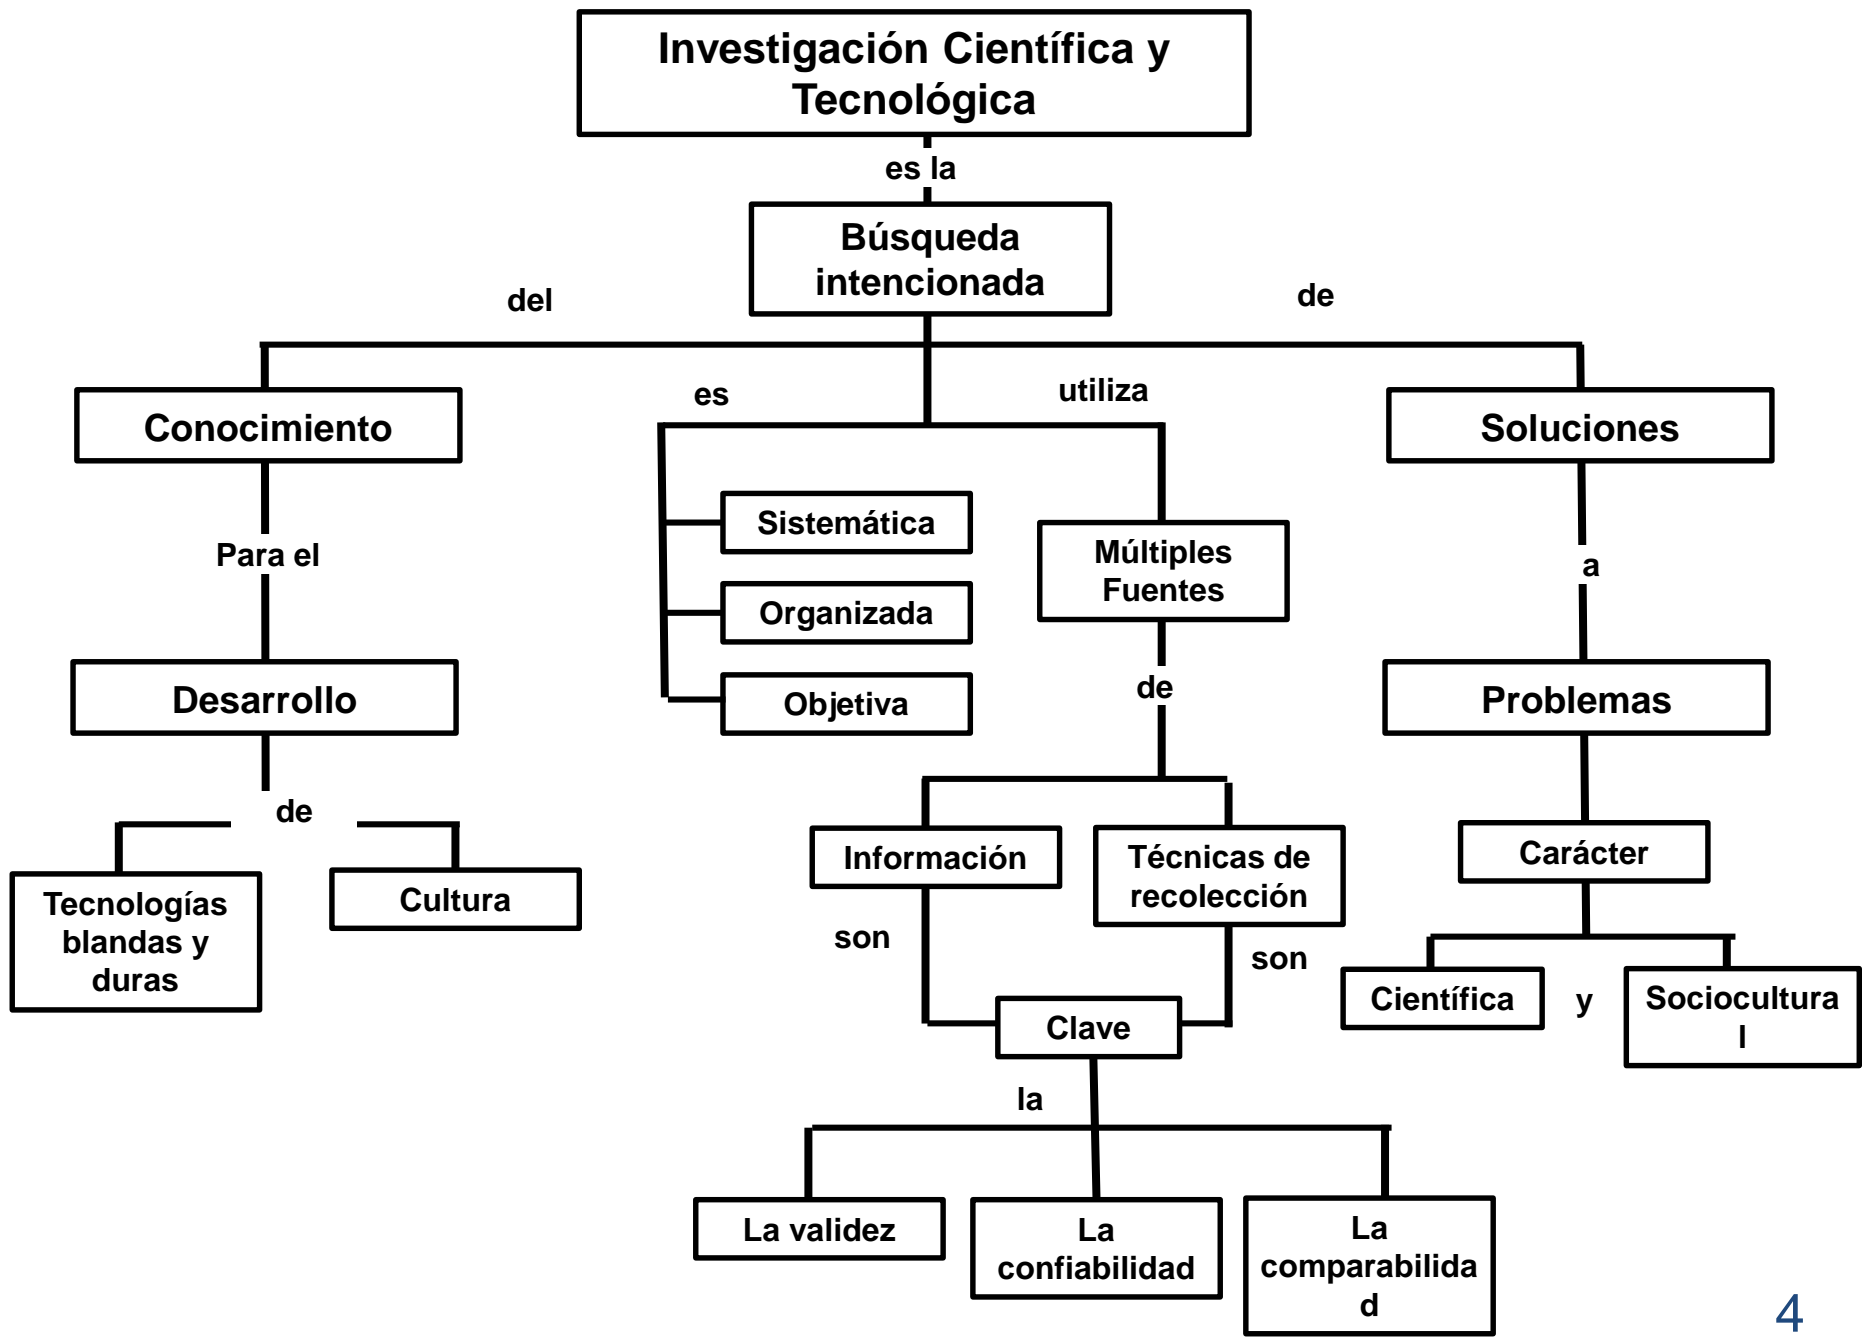 Investigación Científica y
Tecnológica
es la
Búsqueda
intencionada
del
de
es
utiliza
Conocimiento
Soluciones
Sistemática
Múltiples
Fuentes
Para el
a
Organizada
de
Desarrollo
Objetiva
Problemas
de
Información
Técnicas de
recolección
Carácter
Tecnologías
blandas y
duras
Cultura
son
son
Científica
y
Sociocultura
l
Clave
la
La validez
La
confiabilidad
La
comparabilida
d
4